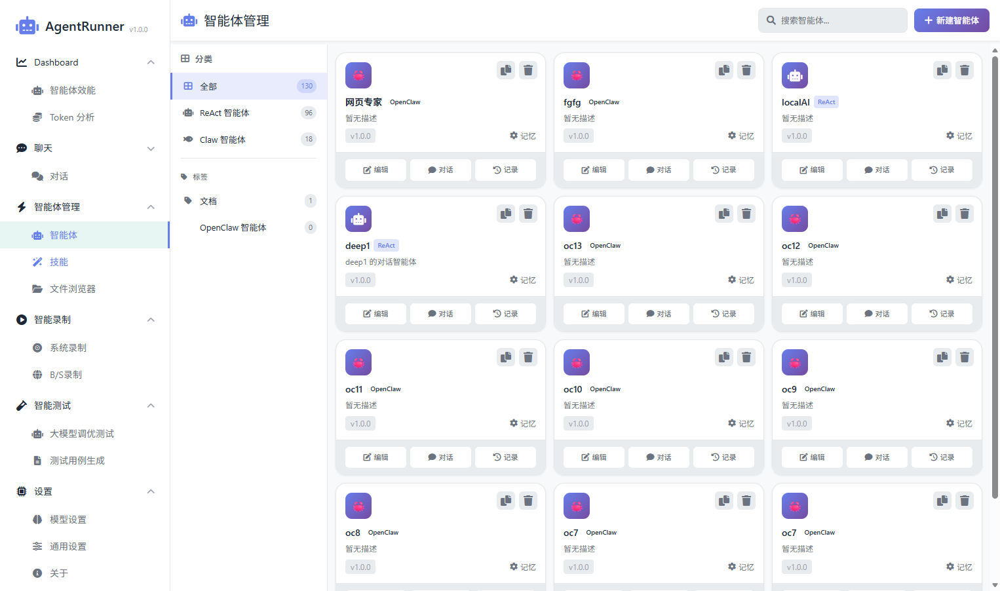 AgentRunner v1.0.0
Dashboard
智能体效能
Token 分析
聊天
对话
智能体管理
智能体
技能
文件浏览器
智能录制
系统录制
B/S录制
智能测试
大模型调优测试
测试用例生成
设置
模型设置
通用设置
关于
智能体管理
搜索智能体...
新建智能体
分类
全部 130
ReAct 智能体 96
Claw 智能体 18
标签
文档 1
OpenClaw 智能体 0
网页专家 OpenClaw
暂无描述
v1.0.0 记忆
编辑 对话 记录
fgfg OpenClaw
暂无描述
v1.0.0 记忆
编辑 对话 记录
localAI ReAct
暂无描述
v1.0.0 记忆
编辑 对话 记录
deep1 ReAct
deep1 的对话智能体
v1.0.0 记忆
编辑 对话 记录
oc13 OpenClaw
暂无描述
v1.0.0 记忆
编辑 对话 记录
oc12 OpenClaw
暂无描述
v1.0.0 记忆
编辑 对话 记录
oc11 OpenClaw
暂无描述
v1.0.0 记忆
编辑 对话 记录
oc10 OpenClaw
暂无描述
v1.0.0 记忆
编辑 对话 记录
oc9 OpenClaw
暂无描述
v1.0.0 记忆
编辑 对话 记录
oc8 OpenClaw
暂无描述
v1.0.0 记忆
oc7 OpenClaw
暂无描述
v1.0.0 记忆
oc7 OpenClaw
暂无描述
v1.0.0 记忆